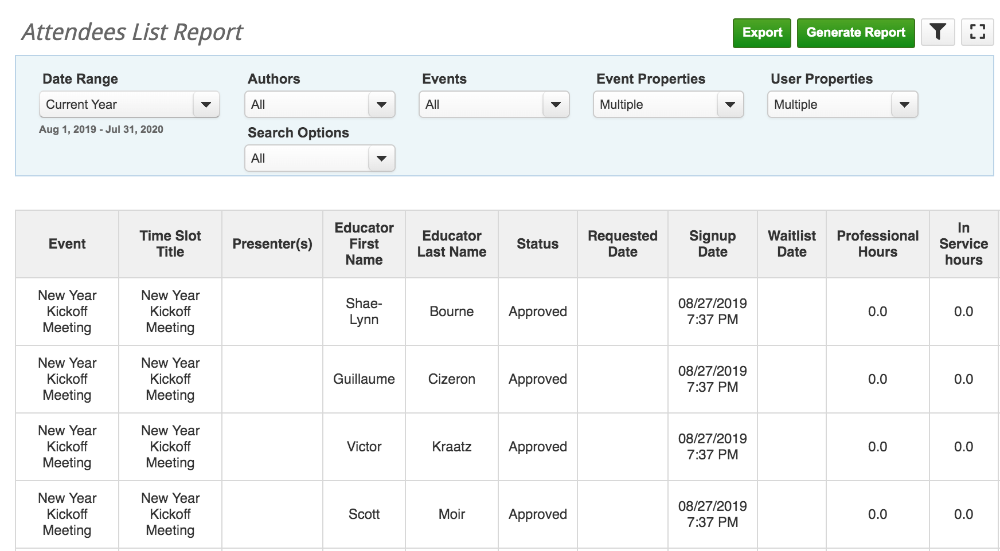 Attendees List Report
Export
Generate Report
Date Range
Authors
Events
Event Properties
User Properties
Current Year
All
All
Multiple
Multiple
Aug 1, 2019 - Jul 31, 2020
Search Options
All
Event
Time Slot
Title
Presenter(s)
Educator
First
Name
Educator
Last Name
Status
Requested
Date
Signup
Date
Waitlist
Date
Professional
Hours
In
Service
hours
New Year
Kickoff
Meeting
New Year
Kickoff
Meeting
Shae-
Lynn
Bourne
Approved
08/27/2019
7:37 PM
0.0
0.0
New Year
Kickoff
Meeting
New Year
Kickoff
Meeting
Guillaume
Cizeron
Approved
08/27/2019
7:37 PM
0.0
0.0
New Year
Kickoff
Meeting
New Year
Kickoff
Meeting
Victor
Kraatz
Approved
08/27/2019
7:37 PM
0.0
0.0
New Year
Kickoff
Meeting
New Year
Kickoff
Meeting
Scott
Moir
Approved
08/27/2019
7:37 PM
0.0
0.0